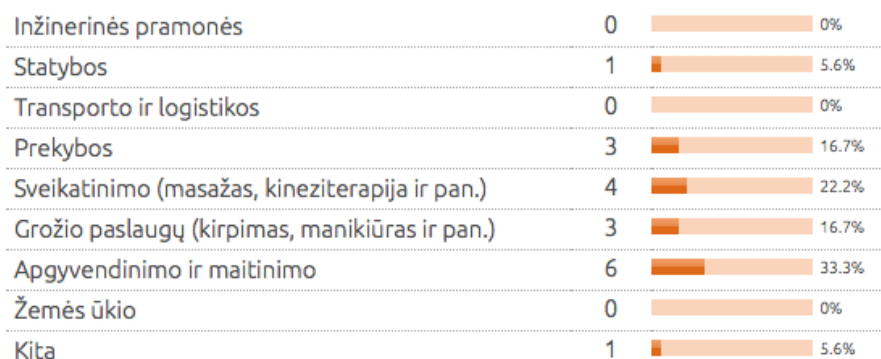 Inžinerinės pramonės 0 0%
Statybos 1 5.6%
Transporto ir logistikos 0 0%
Prekybos 3 16.7%
Sveikatinimo (masažas, kineziterapija ir pan.) 4 22.2%
Grožio paslaugų (kirpimas, manikiūras ir pan.) 3 16.7%
Apgyvendinimo ir maitinimo 6 33.3%
Žemės ūkio 0 0%
Kita 1 5.6%